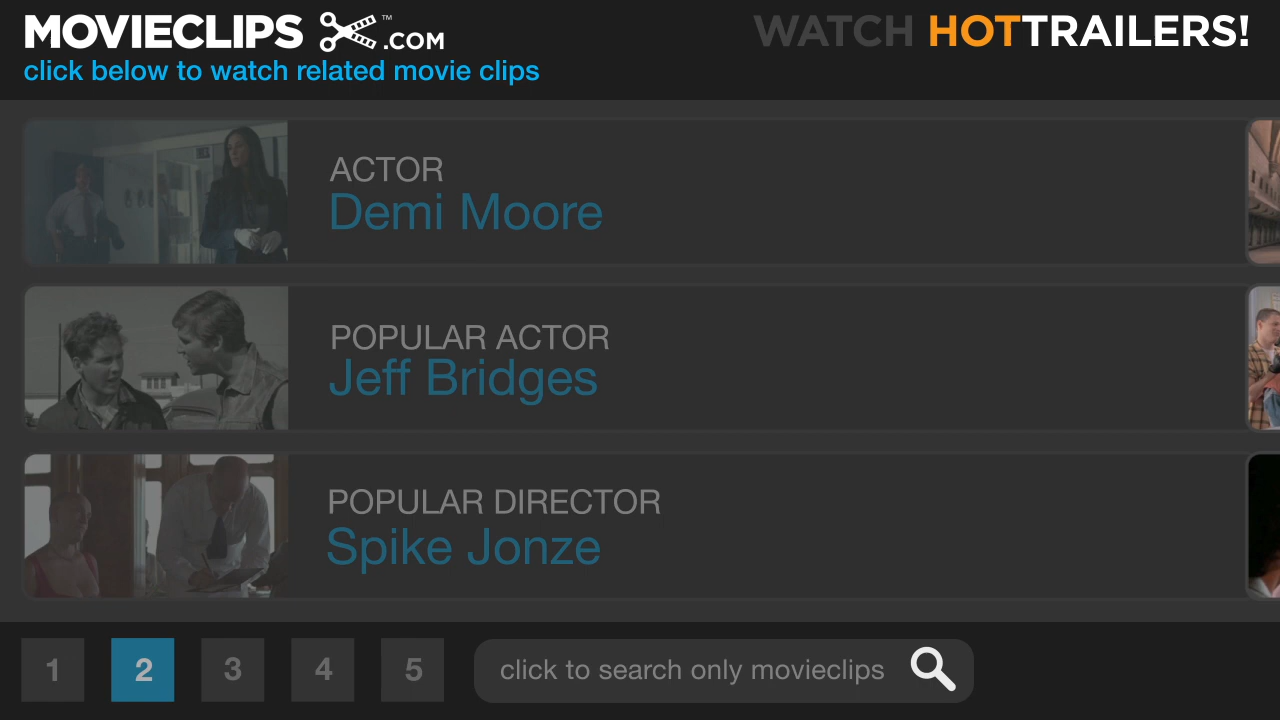 MOVIECLIPS ™ .COM
WATCH HOTTRAILERS!
click below to watch related movie clips
ACTOR
Demi Moore
POPULAR ACTOR
Jeff Bridges
POPULAR DIRECTOR
Spike Jonze
1 2 3 4 5 click to search only movieclips